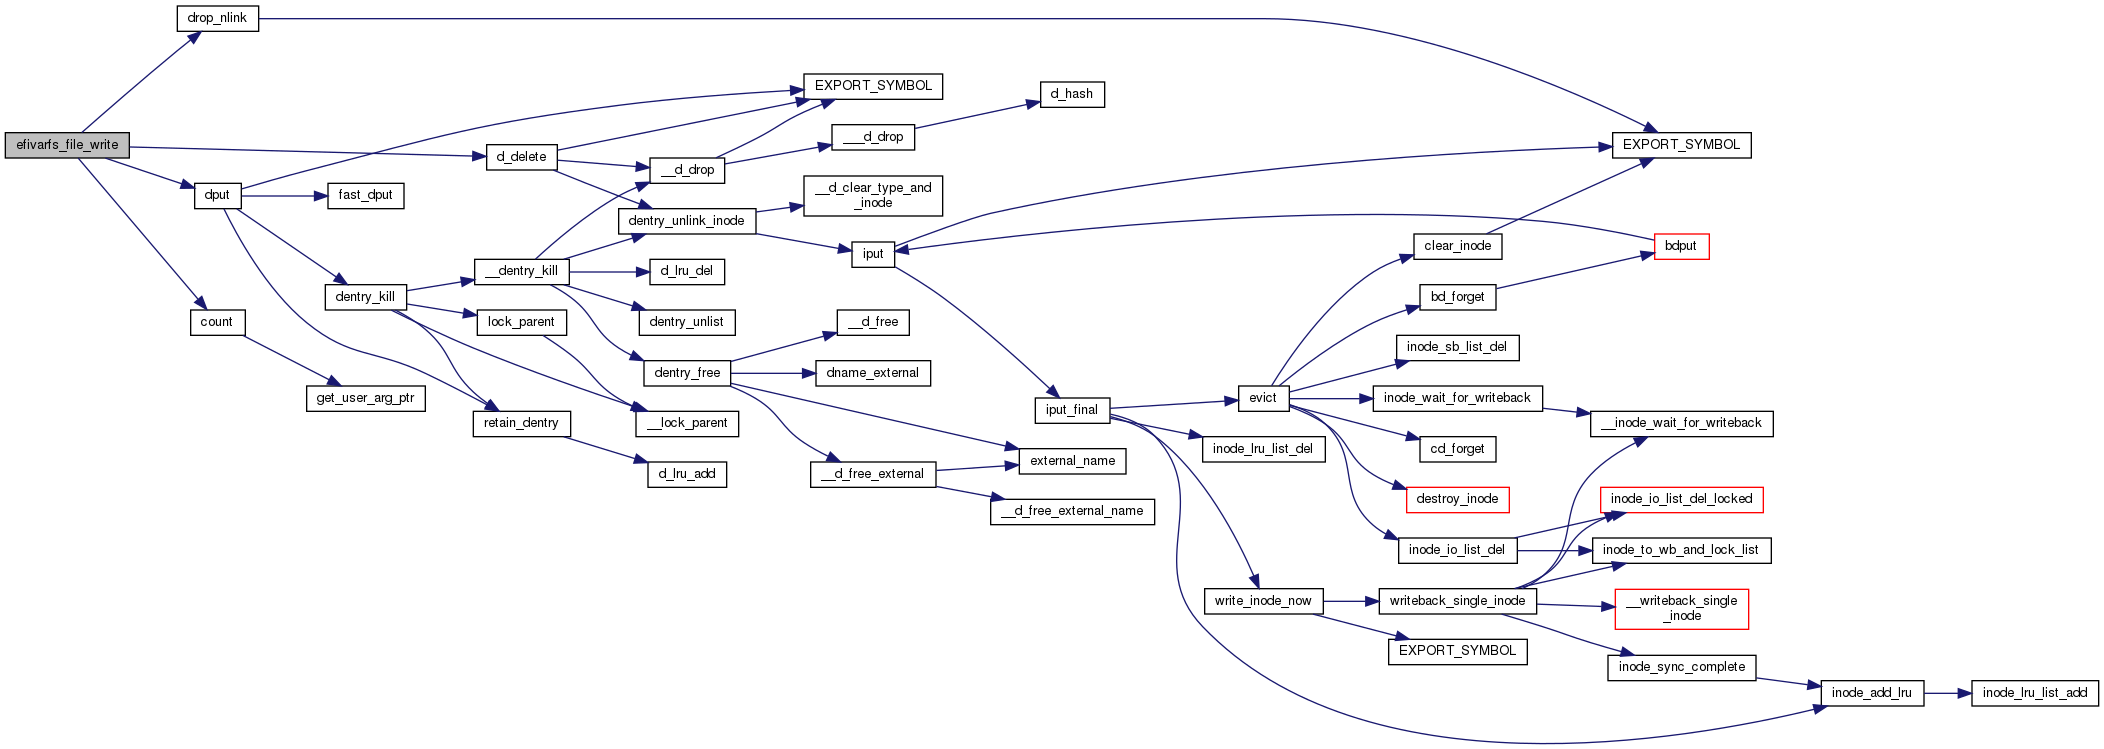 drop_nlink
EXPORT_SYMBOL
d_hash
efivarfs_file_write
___d_drop
EXPORT_SYMBOL
d_delete
__d_drop
dput
fast_dput
__d_clear_type_and
_inode
dentry_unlink_inode
iput
clear_inode
bdput
__dentry_kill
d_lru_del
dentry_kill
bd_forget
count
lock_parent
dentry_unlist
__d_free
inode_sb_list_del
dentry_free
dname_external
get_user_arg_ptr
evict
inode_wait_for_writeback
iput_final
retain_dentry
__lock_parent
__inode_wait_for_writeback
inode_lru_list_del
cd_forget
external_name
d_lru_add
__d_free_external
destroy_inode
inode_io_list_del_locked
__d_free_external_name
inode_io_list_del
inode_to_wb_and_lock_list
write_inode_now
writeback_single_inode
__writeback_single
_inode
EXPORT_SYMBOL
inode_sync_complete
inode_add_lru
inode_lru_list_add